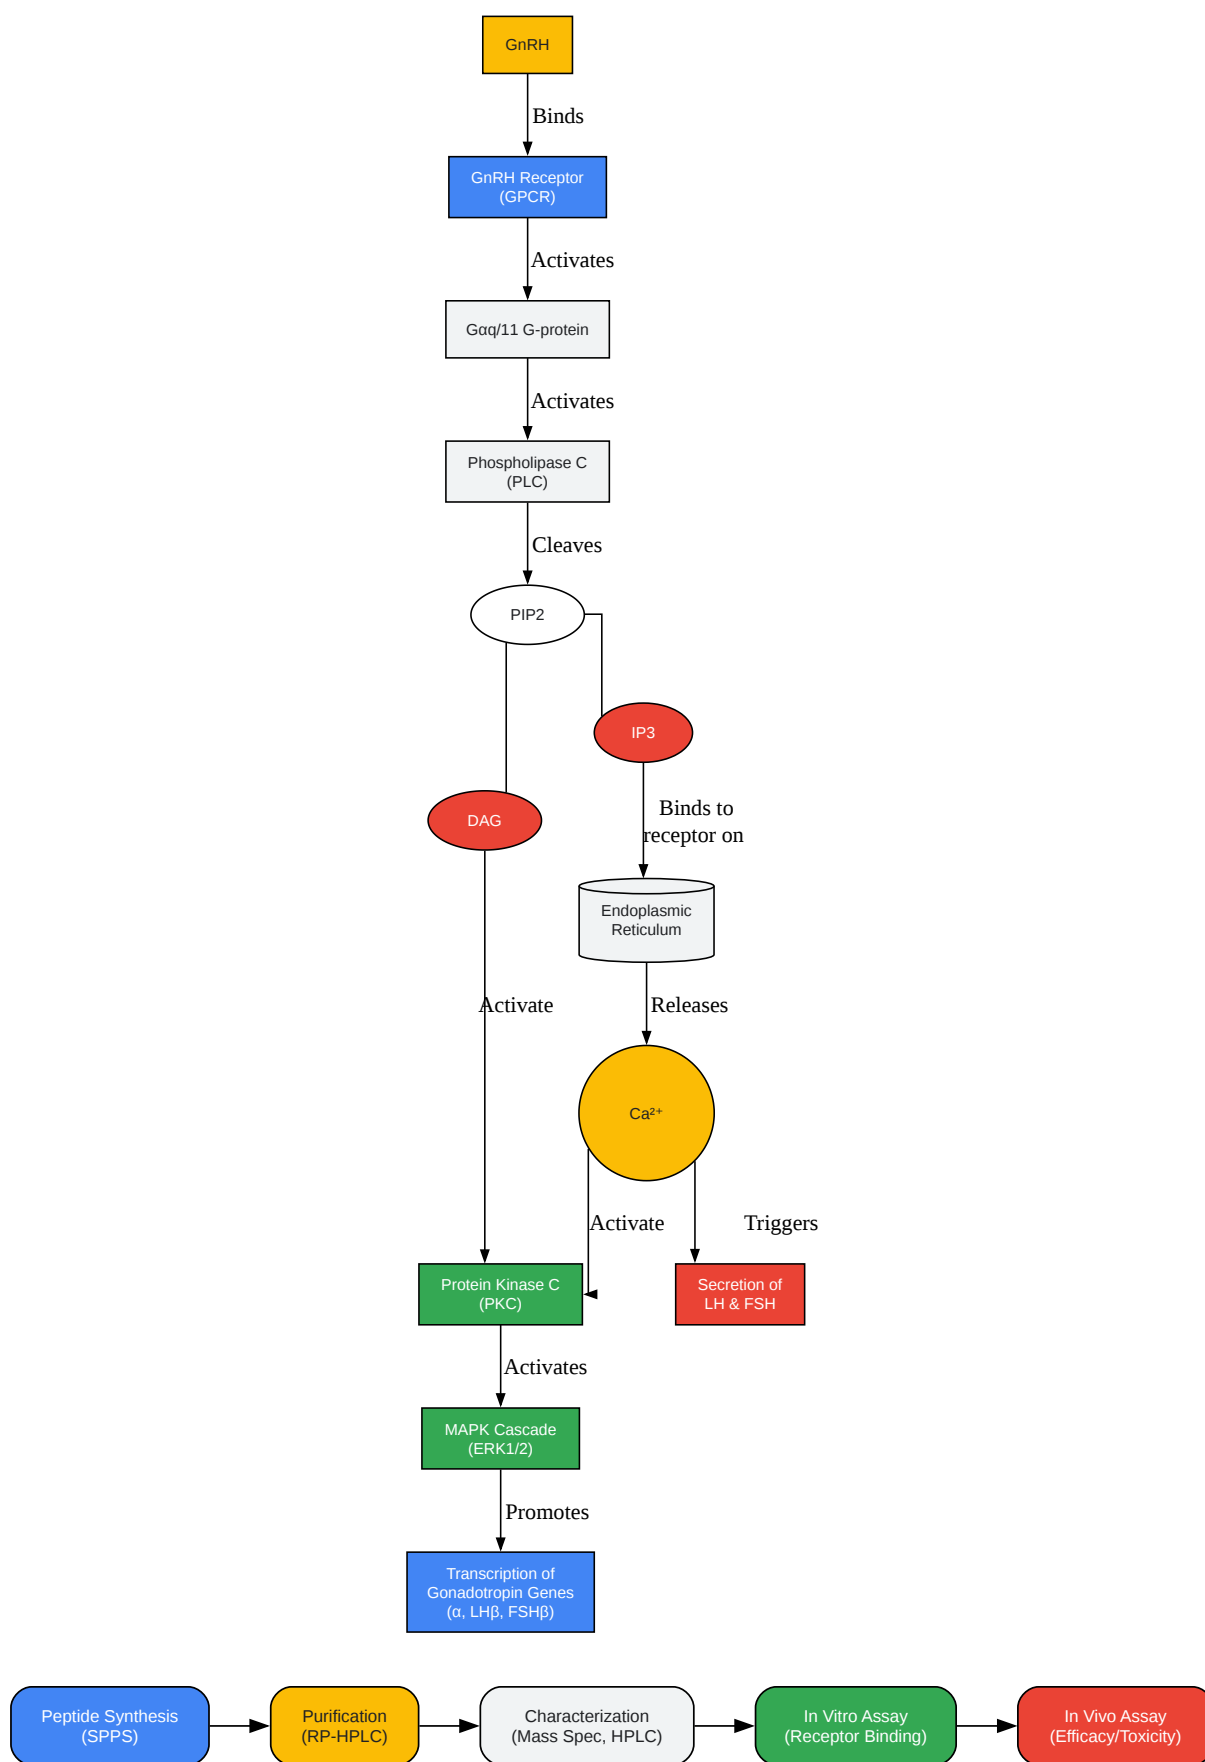 GnRH
Binds
GnRH Receptor
(GPCR)
Activates
Gαq/11 G-protein
Activates
Phospholipase C
(PLC)
Cleaves
PIP2
IP3
Binds to
receptor on
DAG
Endoplasmic
Reticulum
Activate
Releases
Ca²⁺
Activate
Triggers
Protein Kinase C
(PKC)
Secretion of
LH & FSH
Activates
MAPK Cascade
(ERK1/2)
Promotes
Transcription of
Gonadotropin Genes
(α, LHβ, FSHβ)
Peptide Synthesis
(SPPS)
Purification
(RP-HPLC)
Characterization
(Mass Spec, HPLC)
In Vitro Assay
(Receptor Binding)
In Vivo Assay
(Efficacy/Toxicity)